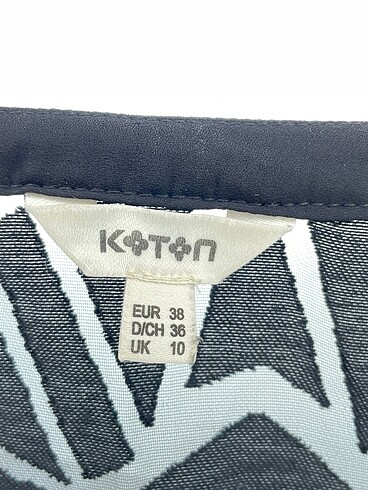 KOTON
EUR 38
D/CH 36
UK 10